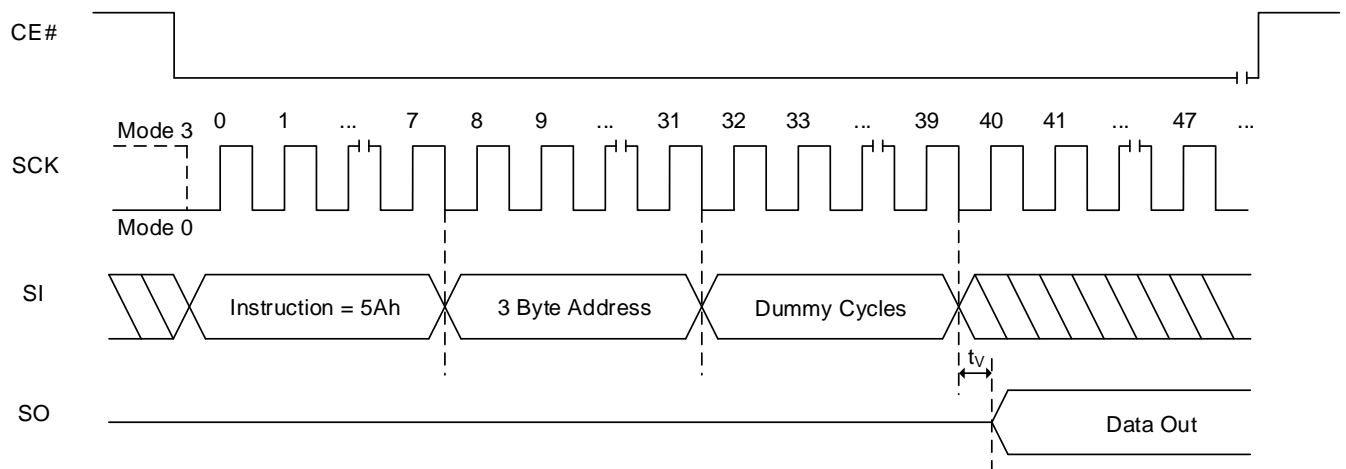 CE#
Mode 3
0 1 ... 7 8 9 ... 31 32 33 ... 39 40 41 ... 47 ...
SCK
Mode 0
SI
Instruction = 5Ah
3 Byte Address
Dummy Cycles
tV
SO
Data Out